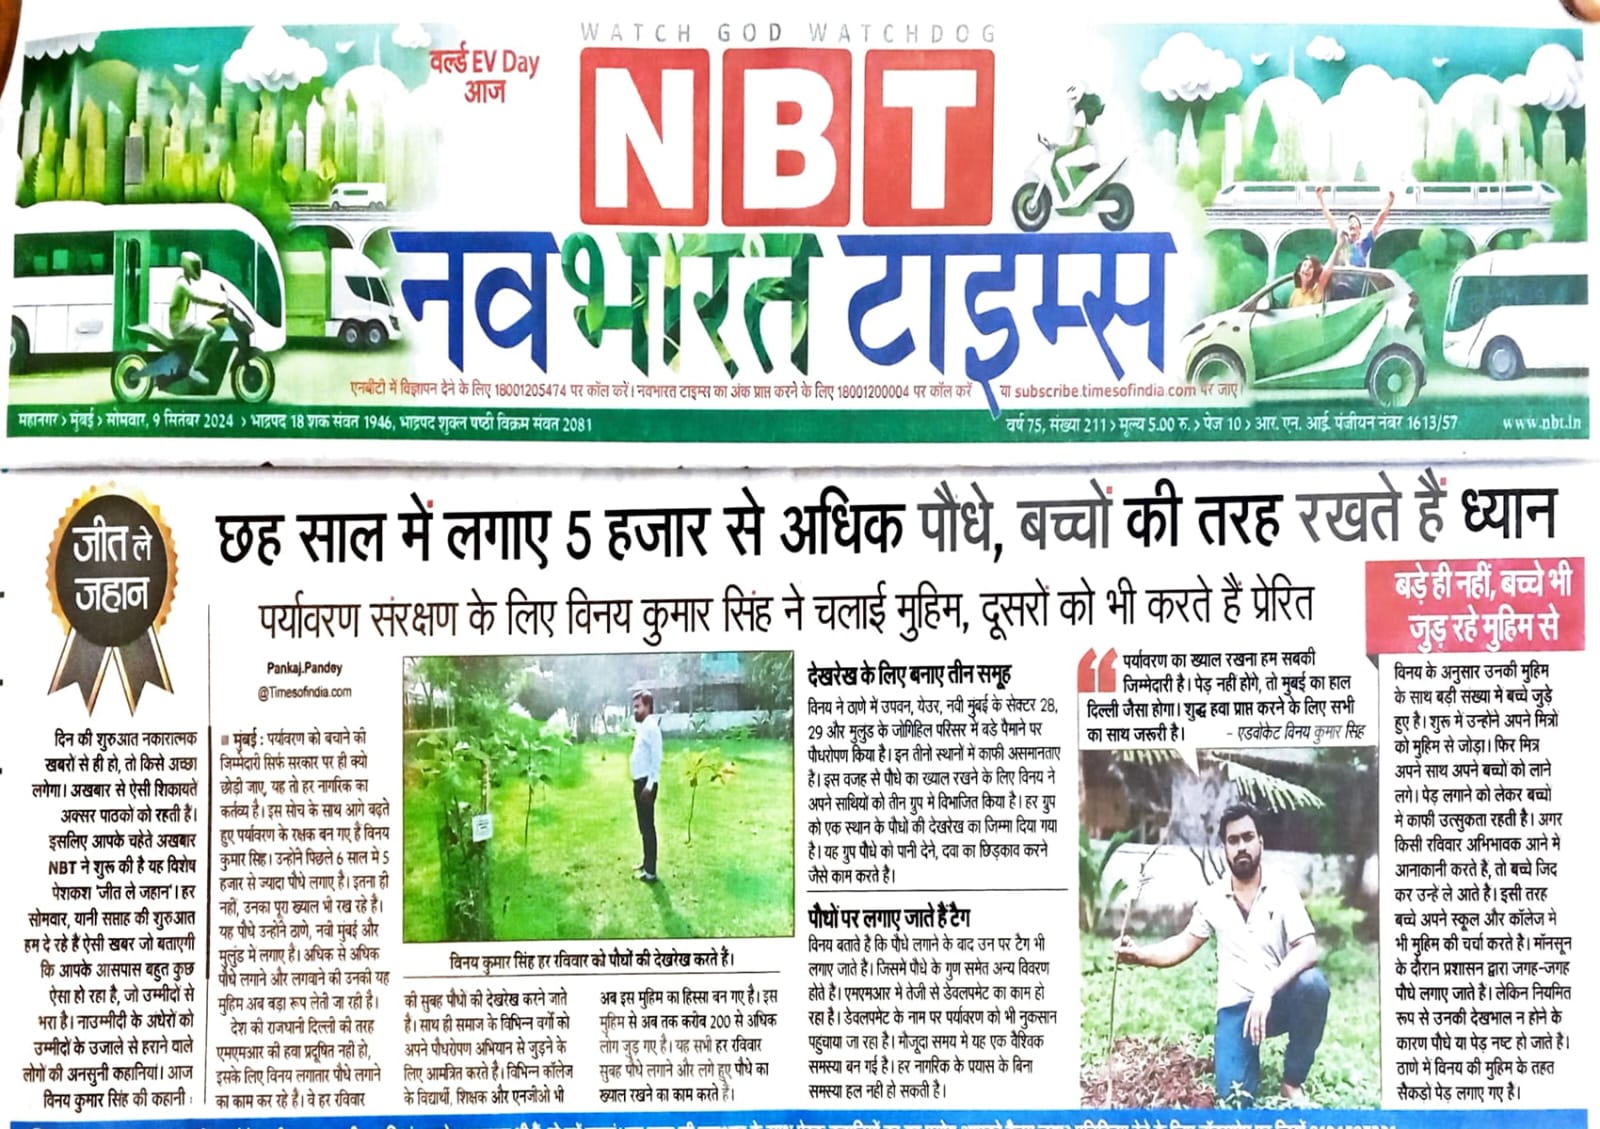 WATCH GOD WATCHDOG
वर्ल्ड EV Day
आज
NBT
नवभारत टाइम्स
एनबीटी में विज्ञापन देने के लिए 18001205474 पर कॉल करें। नवभारत टाइम्स का अंक प्राप्त करने के लिए 18001200004 पर कॉल करें या subscribe.timesofindia.com पर जाएं
महानगर > मुंबई > सोमवार, 9 सितंबर 2024 > भाद्रपद 18 शक संवत 1946, भाद्रपद शुक्ल षष्ठी विक्रम संवत 2081
वर्ष 75, संख्या 211 > मूल्य 5.00 रु. > पेज 10 > आर. एन. आई. पंजीयन नंबर 1613/57
www.nbt.in
जीत ले
जहान
छह साल में लगाए 5 हजार से अधिक पौधे, बच्चों की तरह रखते हैं ध्यान
पर्यावरण संरक्षण के लिए विनय कुमार सिंह ने चलाई मुहिम, दूसरों को भी करते हैं प्रेरित
दिन की शुरुआत नकारात्मक
खबरों से ही हो, तो किसे अच्छा
लगेगा। अखबार से ऐसी शिकायतें
अक्सर पाठकों को रहती हैं।
इसलिए आपके चहेते अखबार
NBT ने शुरू की है यह विशेष
पेशकश 'जीत ले जहान'। हर
सोमवार, यानी सप्ताह की शुरुआत
हम दे रहे हैं ऐसी खबर जो बताएगी
कि आपके आसपास बहुत कुछ
ऐसा हो रहा है, जो उम्मीदों से
भरा है। नाउम्मीदी के अंधेरों को
उम्मीदों के उजाले से हराने वाले
लोगों की अनसुनी कहानियां। आज
विनय कुमार सिंह की कहानी :
Pankaj.Pandey
@Timesofindia.com
■ मुंबई : पर्यावरण को बचाने की
जिम्मेदारी सिर्फ सरकार पर ही क्यों
छोड़ी जाए, यह तो हर नागरिक का
कर्तव्य है। इस सोच के साथ आगे बढ़ते
हुए पर्यावरण के रक्षक बन गए हैं विनय
कुमार सिंह। उन्होंने पिछले 6 साल में 5
हजार से ज्यादा पौधे लगाए है। इतना ही
नहीं, उनका पूरा ख्याल भी रख रहे है।
यह पौधे उन्होंने ठाणे, नवी मुंबई और
मुलुंड में लगाए है। अधिक से अधिक
पौधे लगाने और लगवाने की उनकी यह
मुहिम अब बड़ा रूप लेती जा रही है।
देश की राजधानी दिल्ली की तरह
एमएमआर की हवा प्रदूषित नहीं हो,
इसके लिए विनय लगातार पौधे लगाने
का काम कर रहे है। वे हर रविवार
विनय कुमार सिंह हर रविवार को पौधों की देखरेख करते हैं।
की सुबह पौधों की देखरेख करने जाते
है। साथ ही समाज के विभिन्न वर्गों को
अपने पौधरोपण अभियान से जुड़ने के
लिए आमंत्रित करते है। विभिन्न कॉलेज
के विद्यार्थी, शिक्षक और एनजीओ भी
अब इस मुहिम का हिस्सा बन गए है। इस
मुहिम से अब तक करीब 200 से अधिक
लोग जुड़ गए है। यह सभी हर रविवार
सुबह पौधे लगाने और लगे हुए पौधे का
ख्याल रखने का काम करते हैं।
देखरेख के लिए बनाए तीन समूह
विनय ने ठाणे में उपवन, येउर, नवी मुंबई के सेक्टर 28,
29 और मुलुंड के जोगिहिल परिसर में बड़े पैमाने पर
पौधरोपण किया है। इन तीनो स्थानों में काफी असमानताए
है। इस वजह से पौधे का ख्याल रखने के लिए विनय ने
अपने साथियों को तीन ग्रुप में विभाजित किया है। हर ग्रुप
को एक स्थान के पौधों की देखरेख का जिम्मा दिया गया
है। यह ग्रुप पौधे को पानी देने, दवा का छिड़काव करने
जैसे काम करते है।
पौधों पर लगाए जाते हैं टैग
विनय बताते है कि पौधे लगाने के वाद उन पर टैग भी
लगाए जाते है। जिसमें पौधे के गुण समेत अन्य विवरण
होते है। एमएमआर में तेजी से डेवलपमेंट का काम हो
रहा है। डेवलपमेंट के नाम पर पर्यावरण को भी नुकसान
पहुंचाया जा रहा है। मौजूदा समय में यह एक वैश्विक
समस्या बन गई है। हर नागरिक के प्रयास के बिना
समस्या हल नहीं हो सकती है।
“ पर्यावरण का ख्याल रखना हम सबकी
जिम्मेदारी है। पेड़ नहीं होगे, तो मुंबई का हाल
दिल्ली जैसा होगा। शुद्ध हवा प्राप्त करने के लिए सभी
का साथ जरूरी है।
- एडवोकेट विनय कुमार सिंह
बड़े ही नहीं, बच्चे भी
जुड़ रहे मुहिम से
विनय के अनुसार उनकी मुहिम
के साथ बड़ी संख्या मे बच्चे जुड़े
हुए है। शुरू में उन्होने अपने मित्रों
को मुहिम से जोड़ा। फिर मित्र
अपने साथ अपने बच्चों को लाने
लगे। पेड़ लगाने को लेकर बच्चों
मे काफी उत्सुकता रहती है। अगर
किसी रविवार अभिभावक आने मे
आनाकानी करते हैं, तो बच्चे जिद
कर उन्हें ले आते है। इसी तरह
बच्चे अपने स्कूल और कॉलेज मे
भी मुहिम की चर्चा करते है। मॉनसून
के दौरान प्रशासन द्वारा जगह-जगह
पौधे लगाए जाते है। लेकिन नियमित
रूप से उनकी देखभाल न होने के
कारण पौधे या पेड़ नष्ट हो जाते है।
ठाणे में विनय की मुहिम के तहत
सैकड़ो पेड़ लगाए गए है।